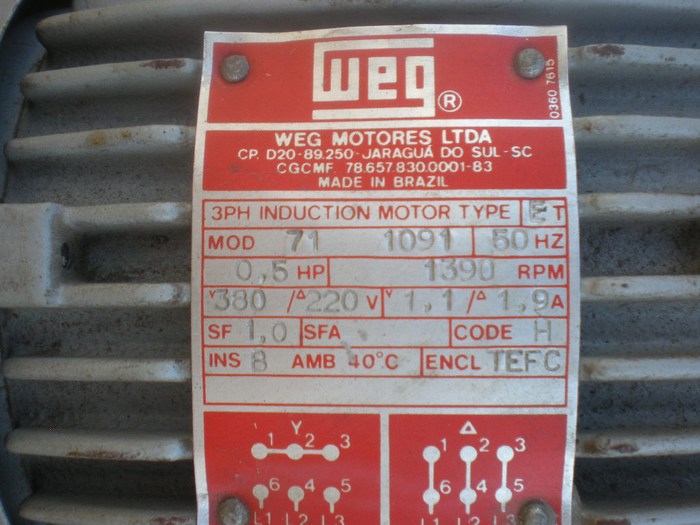 weg®
0360 7615
WEG MOTORES LTDA
CP. D20-89.250-JARAGUÁ DO SUL-SC
CGCMF. 78.657.830.0001-83
MADE IN BRAZIL
3PH INDUCTION MOTOR TYPE T
MOD 71 1091 50 HZ
0,5 HP 1390 RPM
Y 380 / Δ 220 V Y 1,1 / Δ 1,9 A
SF 1,0 SFA CODE H
INS B AMB 40°C ENCL TEFC
Y Δ
1 2 3 1 2 3
6 4 5 6 4 5
L1 L2 L3 L1 L2 L3